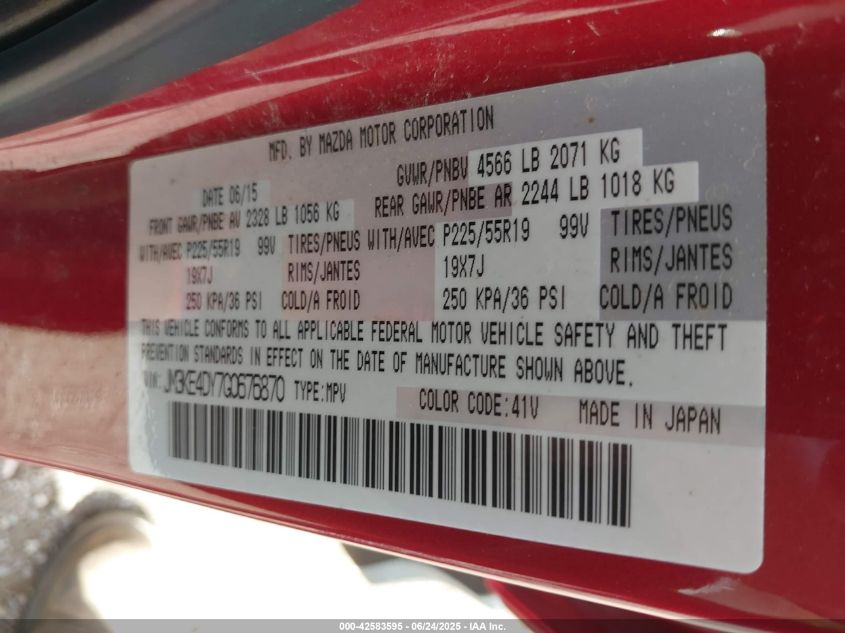 MFD. BY MAZDA MOTOR CORPORATION
DATE 06/15 GVWR/PNBV 4566 LB 2071 KG
FRONT GAWR/PNBE AV 2328 LB 1056 KG REAR GAWR/PNBE AR 2244 LB 1018 KG
WITH/AVEC P225/55R19 99V TIRES/PNEUS WITH/AVEC P225/55R19 99V TIRES/PNEUS
19X7J RIMS/JANTES 19X7J RIMS/JANTES
250 KPA/36 PSI COLD/A FROID 250 KPA/36 PSI COLD/A FROID
THIS VEHICLE CONFORMS TO ALL APPLICABLE FEDERAL MOTOR VEHICLE SAFETY AND THEFT
PREVENTION STANDARDS IN EFFECT ON THE DATE OF MANUFACTURE SHOWN ABOVE.
VIN: JM3KE4DY7G0676870 TYPE:MPV COLOR CODE:41V MADE IN JAPAN
000-42583595 - 06/24/2025 - IAA Inc.